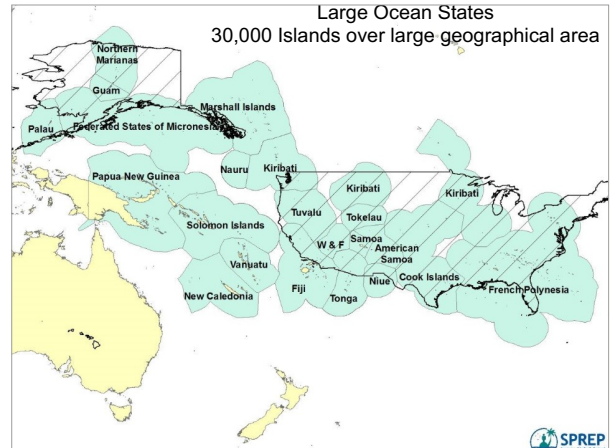 Large Ocean States
30,000 Islands over large geographical area
Northern
Marianas
Guam
Marshall Islands
Palau
Federated States of Micronesia
Nauru
Kiribati
Kiribati
Kiribati
Papua New Guinea
Tuvalu
Tokelau
Solomon Islands
W & F
Samoa
American
Samoa
Vanuatu
Cook Islands
Fiji
Tonga
Niue
New Caledonia
French Polynesia
SPREP